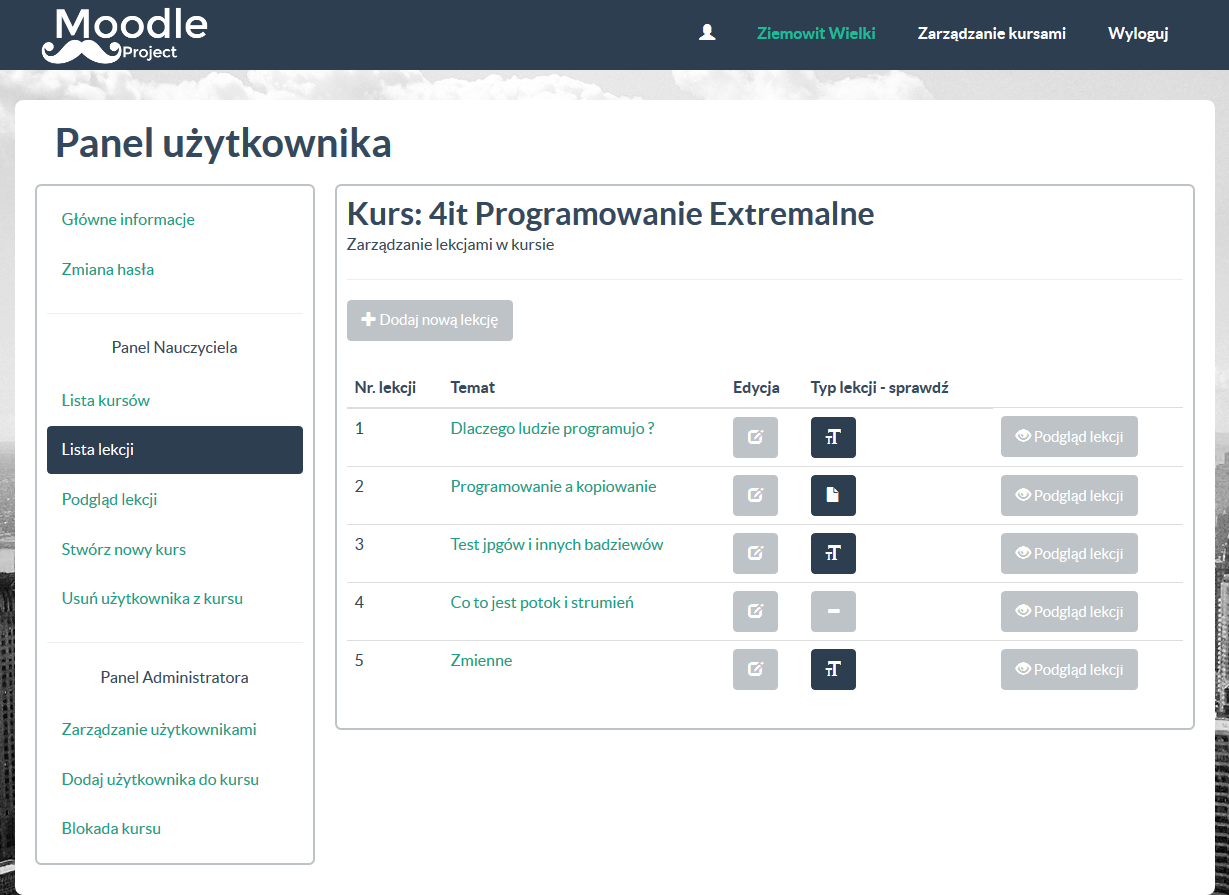 Moodle
Project
Ziemowit Wielki
Zarządzanie kursami
Wyloguj
Panel użytkownika
Główne informacje
Zmiana hasła
Panel Nauczyciela
Lista kursów
Lista lekcji
Podgląd lekcji
Stwórz nowy kurs
Usuń użytkownika z kursu
Panel Administratora
Zarządzanie użytkownikami
Dodaj użytkownika do kursu
Blokada kursu
Kurs: 4it Programowanie Extremalne
Zarządzanie lekcjami w kursie
Dodaj nową lekcję
Nr. lekcji Temat Edycja Typ lekcji - sprawdź
1 Dlaczego ludzie programujo ? Podgląd lekcji
2 Programowanie a kopiowanie Podgląd lekcji
3 Test jpgów i innych badziewów Podgląd lekcji
4 Co to jest potok i strumień Podgląd lekcji
5 Zmienne Podgląd lekcji